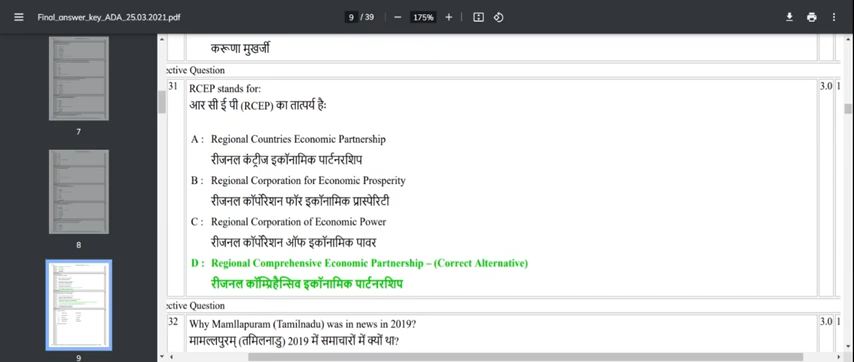 Final_answer_key_ADA_25.03.2021.pdf
9 / 39
175%
7
8
9
करूणा मुखर्जी
ective Question
31 RCEP stands for: 3.0 1
आर सी ई पी (RCEP) का तात्पर्य हैः
A : Regional Countries Economic Partnership
रीजनल कंट्रीज इकॉनामिक पार्टनरशिप
B : Regional Corporation for Economic Prosperity
रीजनल कॉर्पोरेशन फॉर इकॉनामिक प्रास्पेरिटी
C : Regional Corporation of Economic Power
रीजनल कॉर्पोरेशन ऑफ इकॉनामिक पावर
D : Regional Comprehensive Economic Partnership – (Correct Alternative)
रीजनल कॉम्प्रिहैन्सिव इकॉनामिक पार्टनरशिप
ective Question
32 Why Mamllapuram (Tamilnadu) was in news in 2019? 3.0 1
मामल्लपुरम् (तमिलनाडु) 2019 में समाचारों में क्यों था?